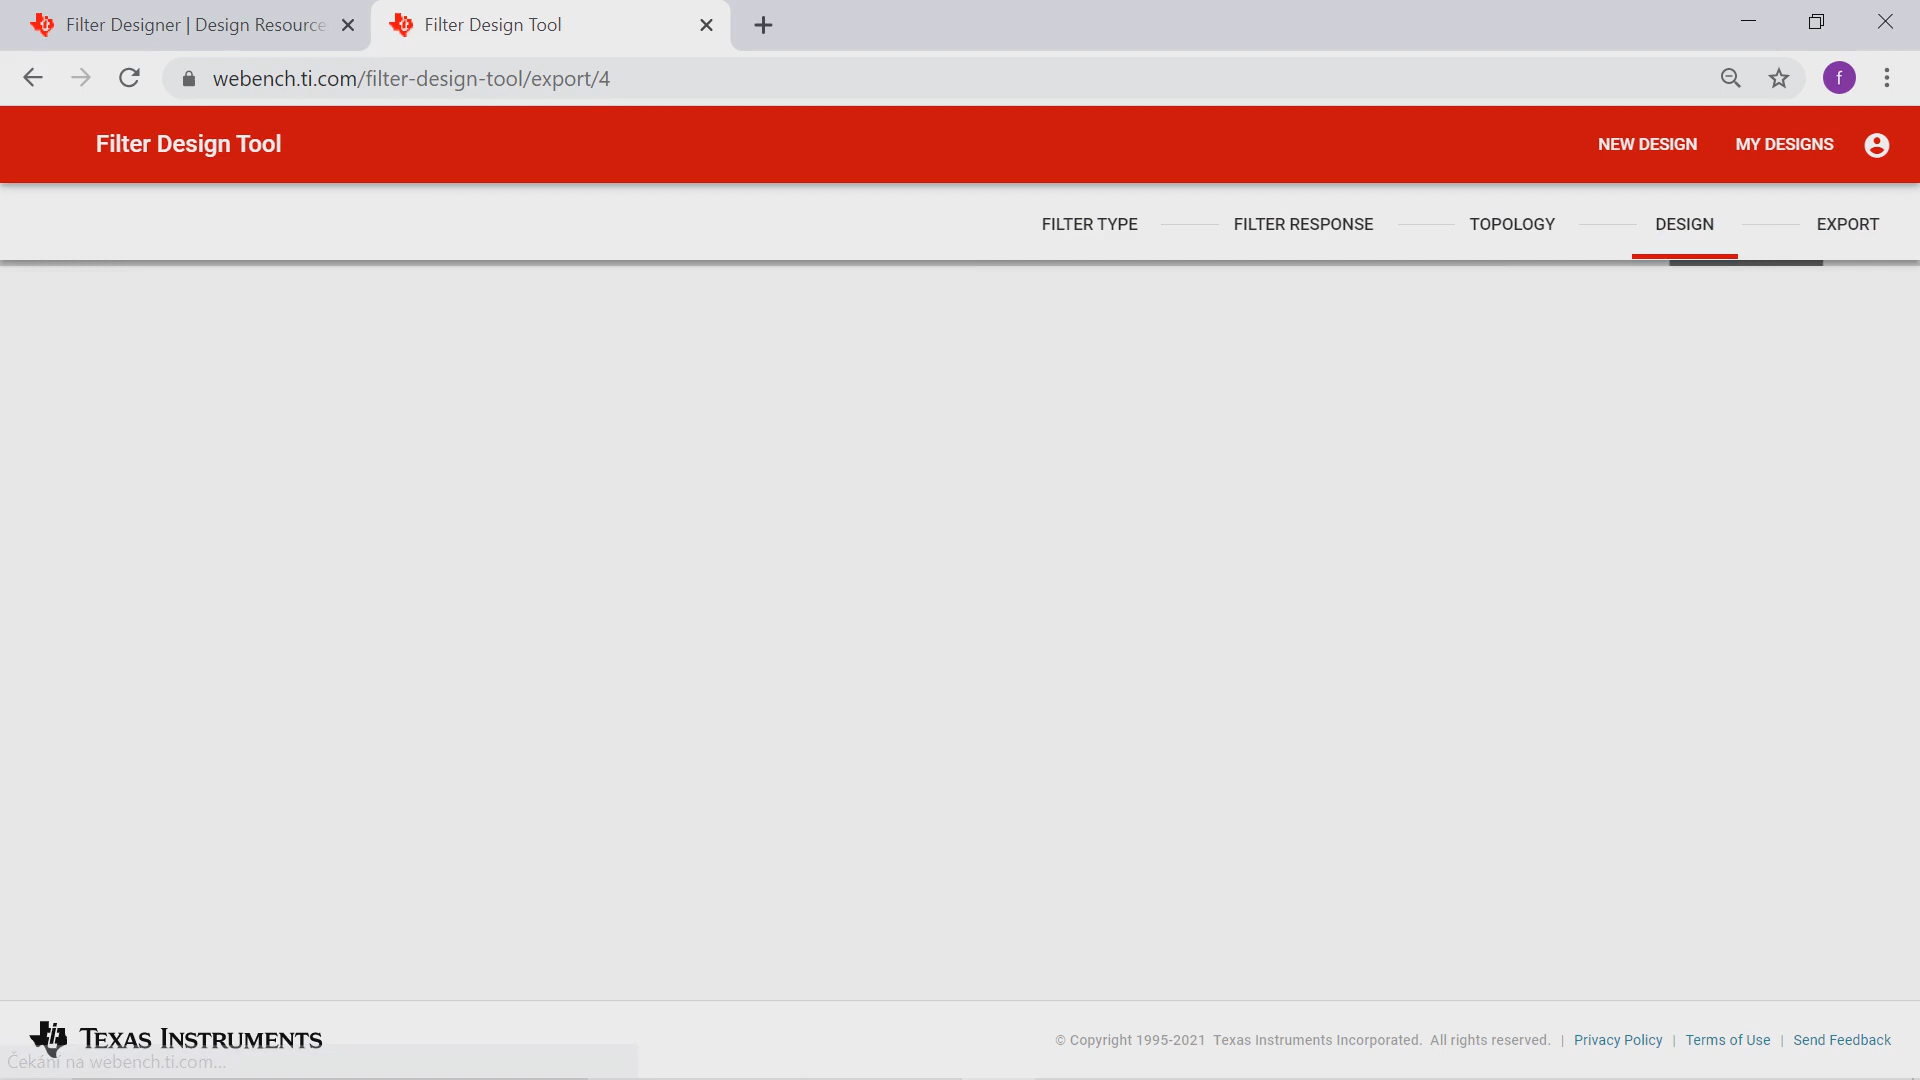 Filter Designer | Design Resource
Filter Design Tool
webench.ti.com/filter-design-tool/export/4
f
Filter Design Tool
NEW DESIGN
MY DESIGNS
FILTER TYPE
FILTER RESPONSE
TOPOLOGY
DESIGN
EXPORT
TEXAS INSTRUMENTS
© Copyright 1995-2021 Texas Instruments Incorporated. All rights reserved. | Privacy Policy | Terms of Use | Send Feedback
Čekání na webench.ti.com...